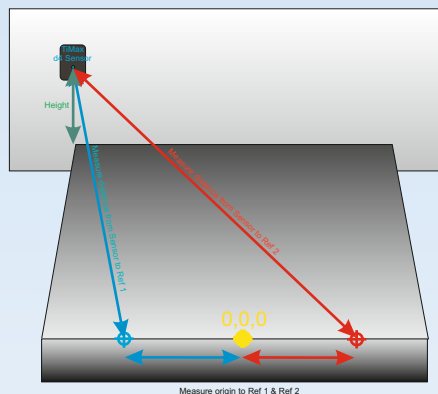 TiMax
d4 Sensor
Height
Measure distance from Sensor to Ref 1
Measure distance from Sensor to Ref 2
0,0,0
Measure origin to Ref 1 & Ref 2